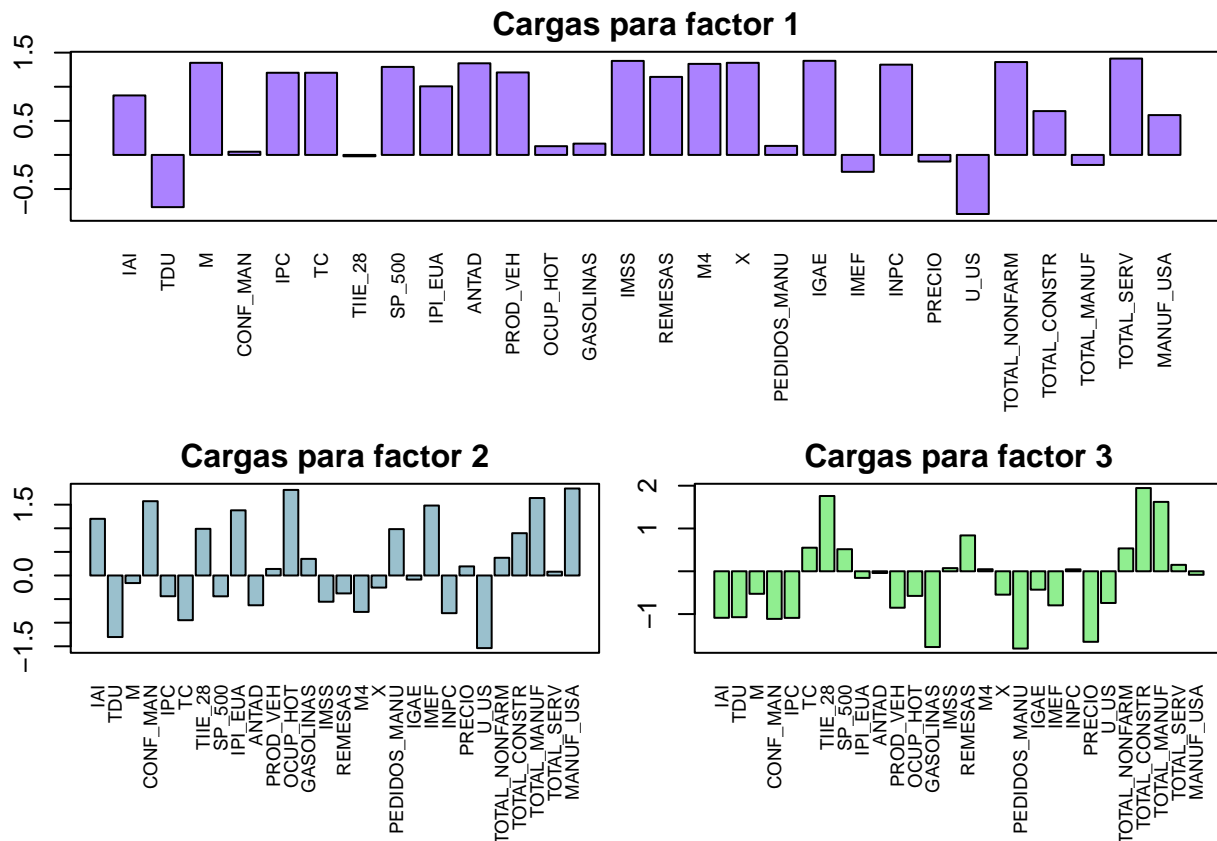 Cargas para factor 1
1.5
0.5
−0.5
IAI
TDU
M
CONF_MAN
IPC
TC
TIIE_28
SP_500
IPI_EUA
ANTAD
PROD_VEH
OCUP_HOT
GASOLINAS
IMSS
REMESAS
M4
X
PEDIDOS_MANU
IGAE
IMEF
INPC
PRECIO
U_US
TOTAL_NONFARM
TOTAL_CONSTR
TOTAL_MANUF
TOTAL_SERV
MANUF_USA
Cargas para factor 2
1.5
0.0
−1.5
IAI
TDU
M
CONF_MAN
IPC
TC
TIIE_28
SP_500
IPI_EUA
ANTAD
PROD_VEH
OCUP_HOT
GASOLINAS
IMSS
REMESAS
M4
X
PEDIDOS_MANU
IGAE
IMEF
INPC
PRECIO
U_US
TOTAL_NONFARM
TOTAL_CONSTR
TOTAL_MANUF
TOTAL_SERV
MANUF_USA
Cargas para factor 3
2
1
−1
IAI
TDU
M
CONF_MAN
IPC
TC
TIIE_28
SP_500
IPI_EUA
ANTAD
PROD_VEH
OCUP_HOT
GASOLINAS
IMSS
REMESAS
M4
X
PEDIDOS_MANU
IGAE
IMEF
INPC
PRECIO
U_US
TOTAL_NONFARM
TOTAL_CONSTR
TOTAL_MANUF
TOTAL_SERV
MANUF_USA